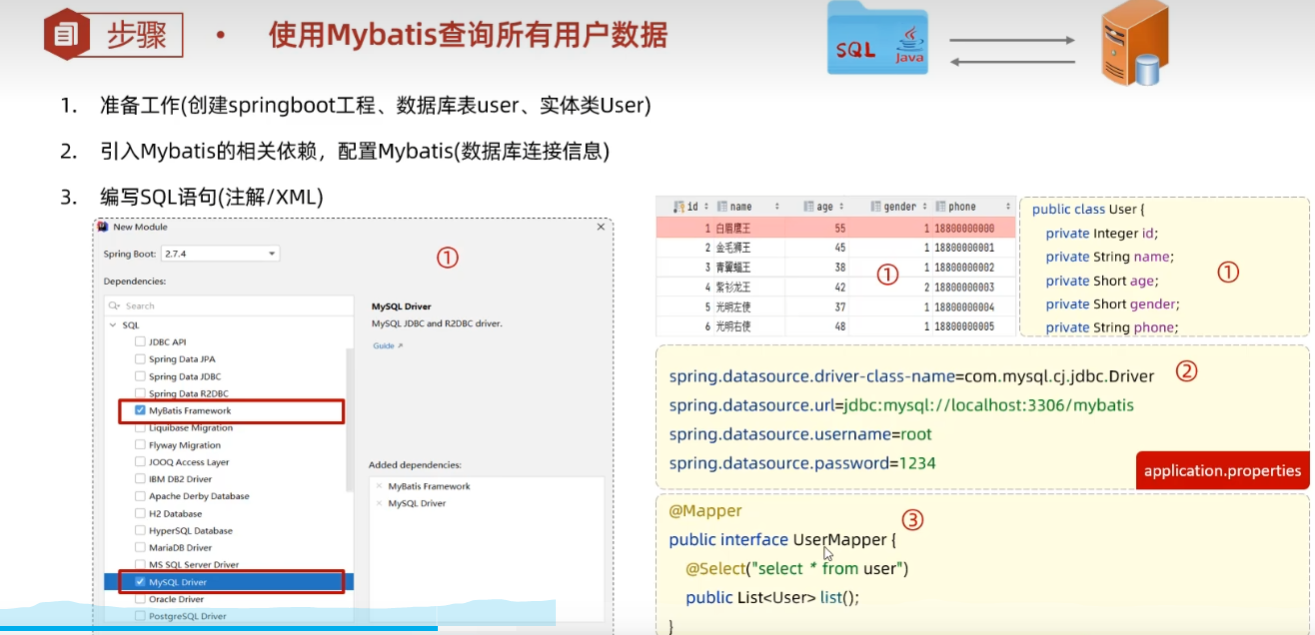 步骤
• 使用Mybatis查询所有用户数据
SQL
Java
1. 准备工作(创建springboot工程、数据库表user、实体类User)
2. 引入Mybatis的相关依赖，配置Mybatis(数据库连接信息)
3. 编写SQL语句(注解/XML)
New Module
Spring Boot: 2.7.4
①
Dependencies:
Search
SQL
JDBC API
Spring Data JPA
Spring Data JDBC
Spring Data R2DBC
MyBatis Framework
Liquibase Migration
Flyway Migration
JOOQ Access Layer
IBM DB2 Driver
Apache Derby Database
H2 Database
HyperSQL Database
MariaDB Driver
MS SQL Server Driver
MySQL Driver
Oracle Driver
PostgreSQL Driver
MySQL Driver
MySQL JDBC and R2DBC driver.
Guide ↗
Added dependencies:
× MyBatis Framework
× MySQL Driver
id name age gender phone
1 白眉鹰王 55 1 18800000000
2 金毛狮王 45 1 18800000001
3 青翼蝠王 38 1 18800000002
4 紫衫龙王 42 2 18800000003
5 光明左使 37 1 18800000004
6 光明右使 48 1 18800000005
①
public class User {
private Integer id;
private String name;
private Short age;
private Short gender;
private String phone;
①
spring.datasource.driver-class-name=com.mysql.cj.jdbc.Driver
spring.datasource.url=jdbc:mysql://localhost:3306/mybatis
spring.datasource.username=root
spring.datasource.password=1234
②
application.properties
@Mapper
public interface UserMapper {
@Select("select * from user")
public List<User> list();
}
③